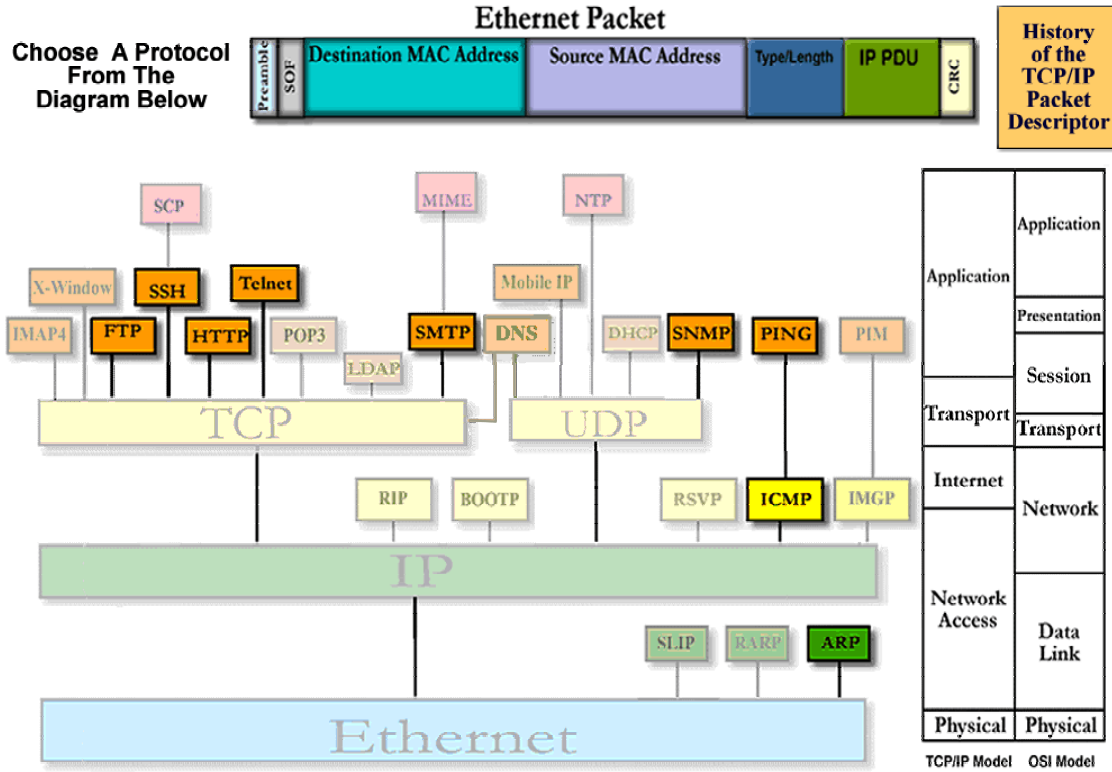 Ethernet Packet
Choose A Protocol
From The
Diagram Below
Preamble
SOF
Destination MAC Address
Source MAC Address
Type/Length
IP PDU
CRC
History
of the
TCP/IP
Packet
Descriptor
SCP
MIME
NTP
X-Window
SSH
Telnet
Mobile IP
IMAP4
FTP
HTTP
POP3
LDAP
SMTP
DNS
DHCP
SNMP
PING
PIM
TCP
UDP
RIP
BOOTP
RSVP
ICMP
IMGP
IP
SLIP
RARP
ARP
Ethernet
Application
Transport
Internet
Network
Access
Physical
TCP/IP Model
Application
Presentation
Session
Transport
Network
Data
Link
Physical
OSI Model